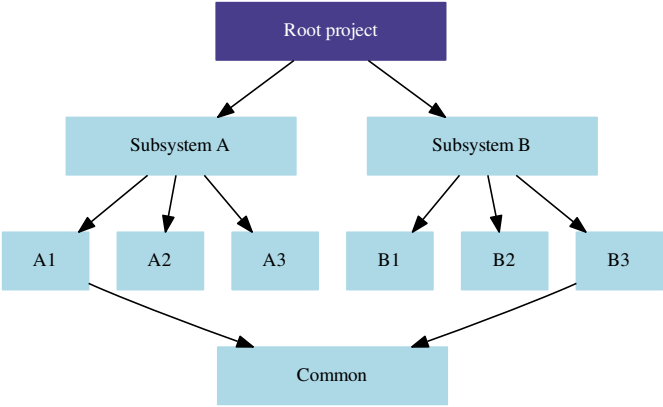 Root project
Subsystem A
Subsystem B
A1
A2
A3
B1
B2
B3
Common